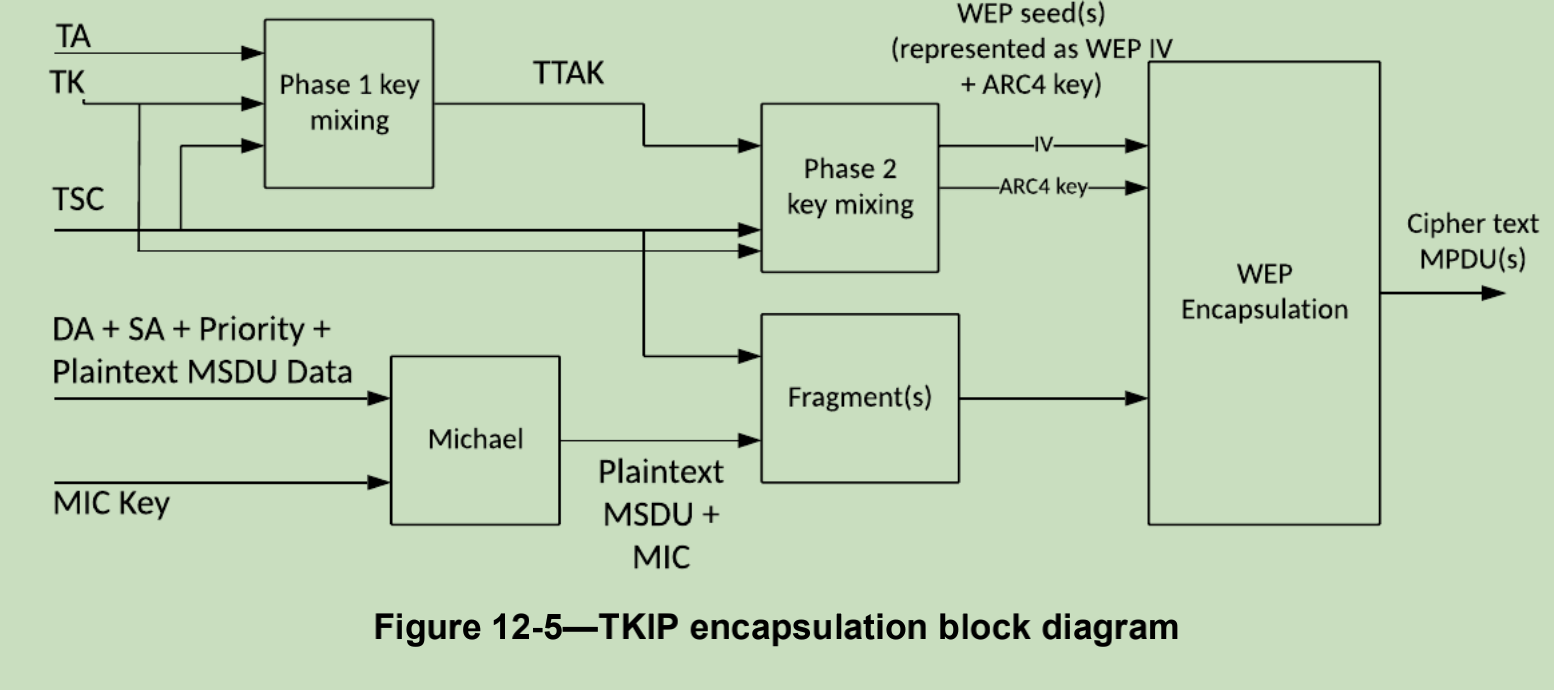 TA
TK
Phase 1 key
mixing
TTAK
WEP seed(s)
(represented as WEP IV
+ ARC4 key)
TSC
Phase 2
key mixing
IV
ARC4 key
WEP
Encapsulation
Cipher text
MPDU(s)
DA + SA + Priority +
Plaintext MSDU Data
MIC Key
Michael
Plaintext
MSDU +
MIC
Fragment(s)
Figure 12-5—TKIP encapsulation block diagram